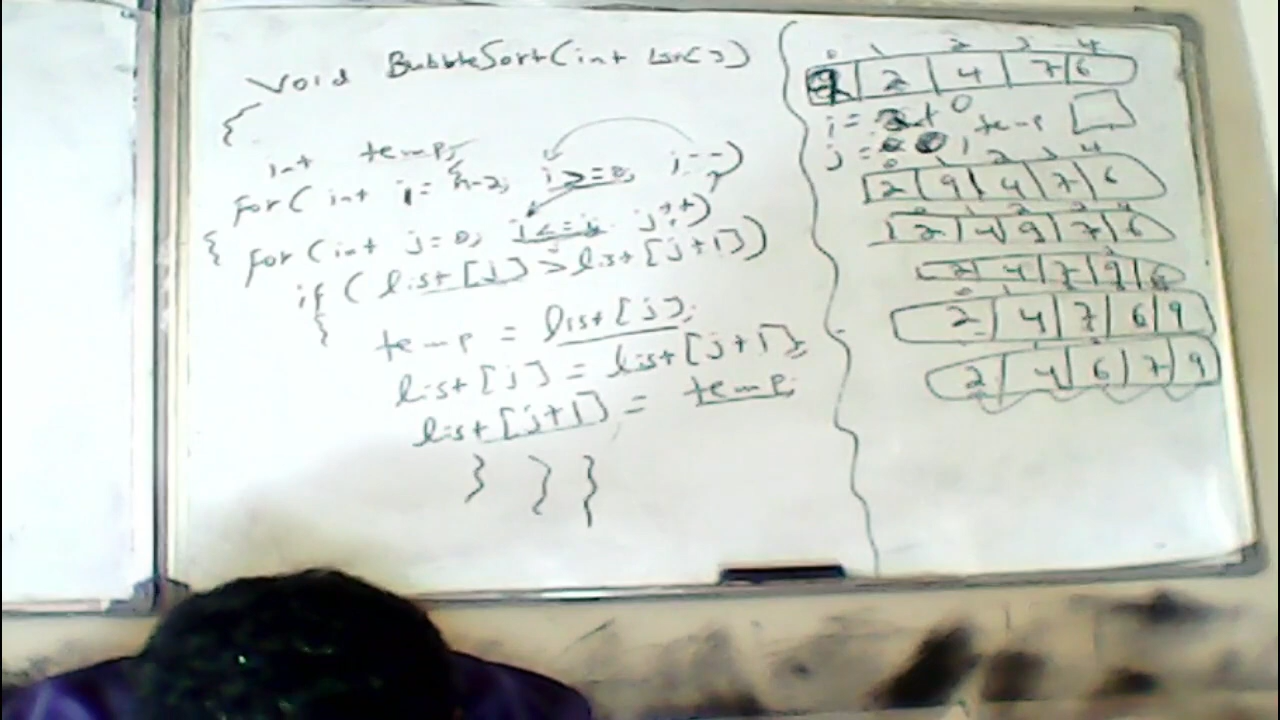 void BubbleSort(int list[])
{
int temp;
for( int i = n-2; i >= 0; i--)
{ for( int j=0; j <= i; j++)
if ( list[j] > list[j+1])
{
temp = list[j];
list[j] = list[j+1];
list[j+1] = temp;
} } }
0 1 2 3 4
9 2 4 7 6
i = 0
temp
j =
0 1 2 3 4
2 9 4 7 6
0 1 2 3 4
2 4 9 7 6
2 4 7 9 6
2 4 7 6 9
2 4 6 7 9